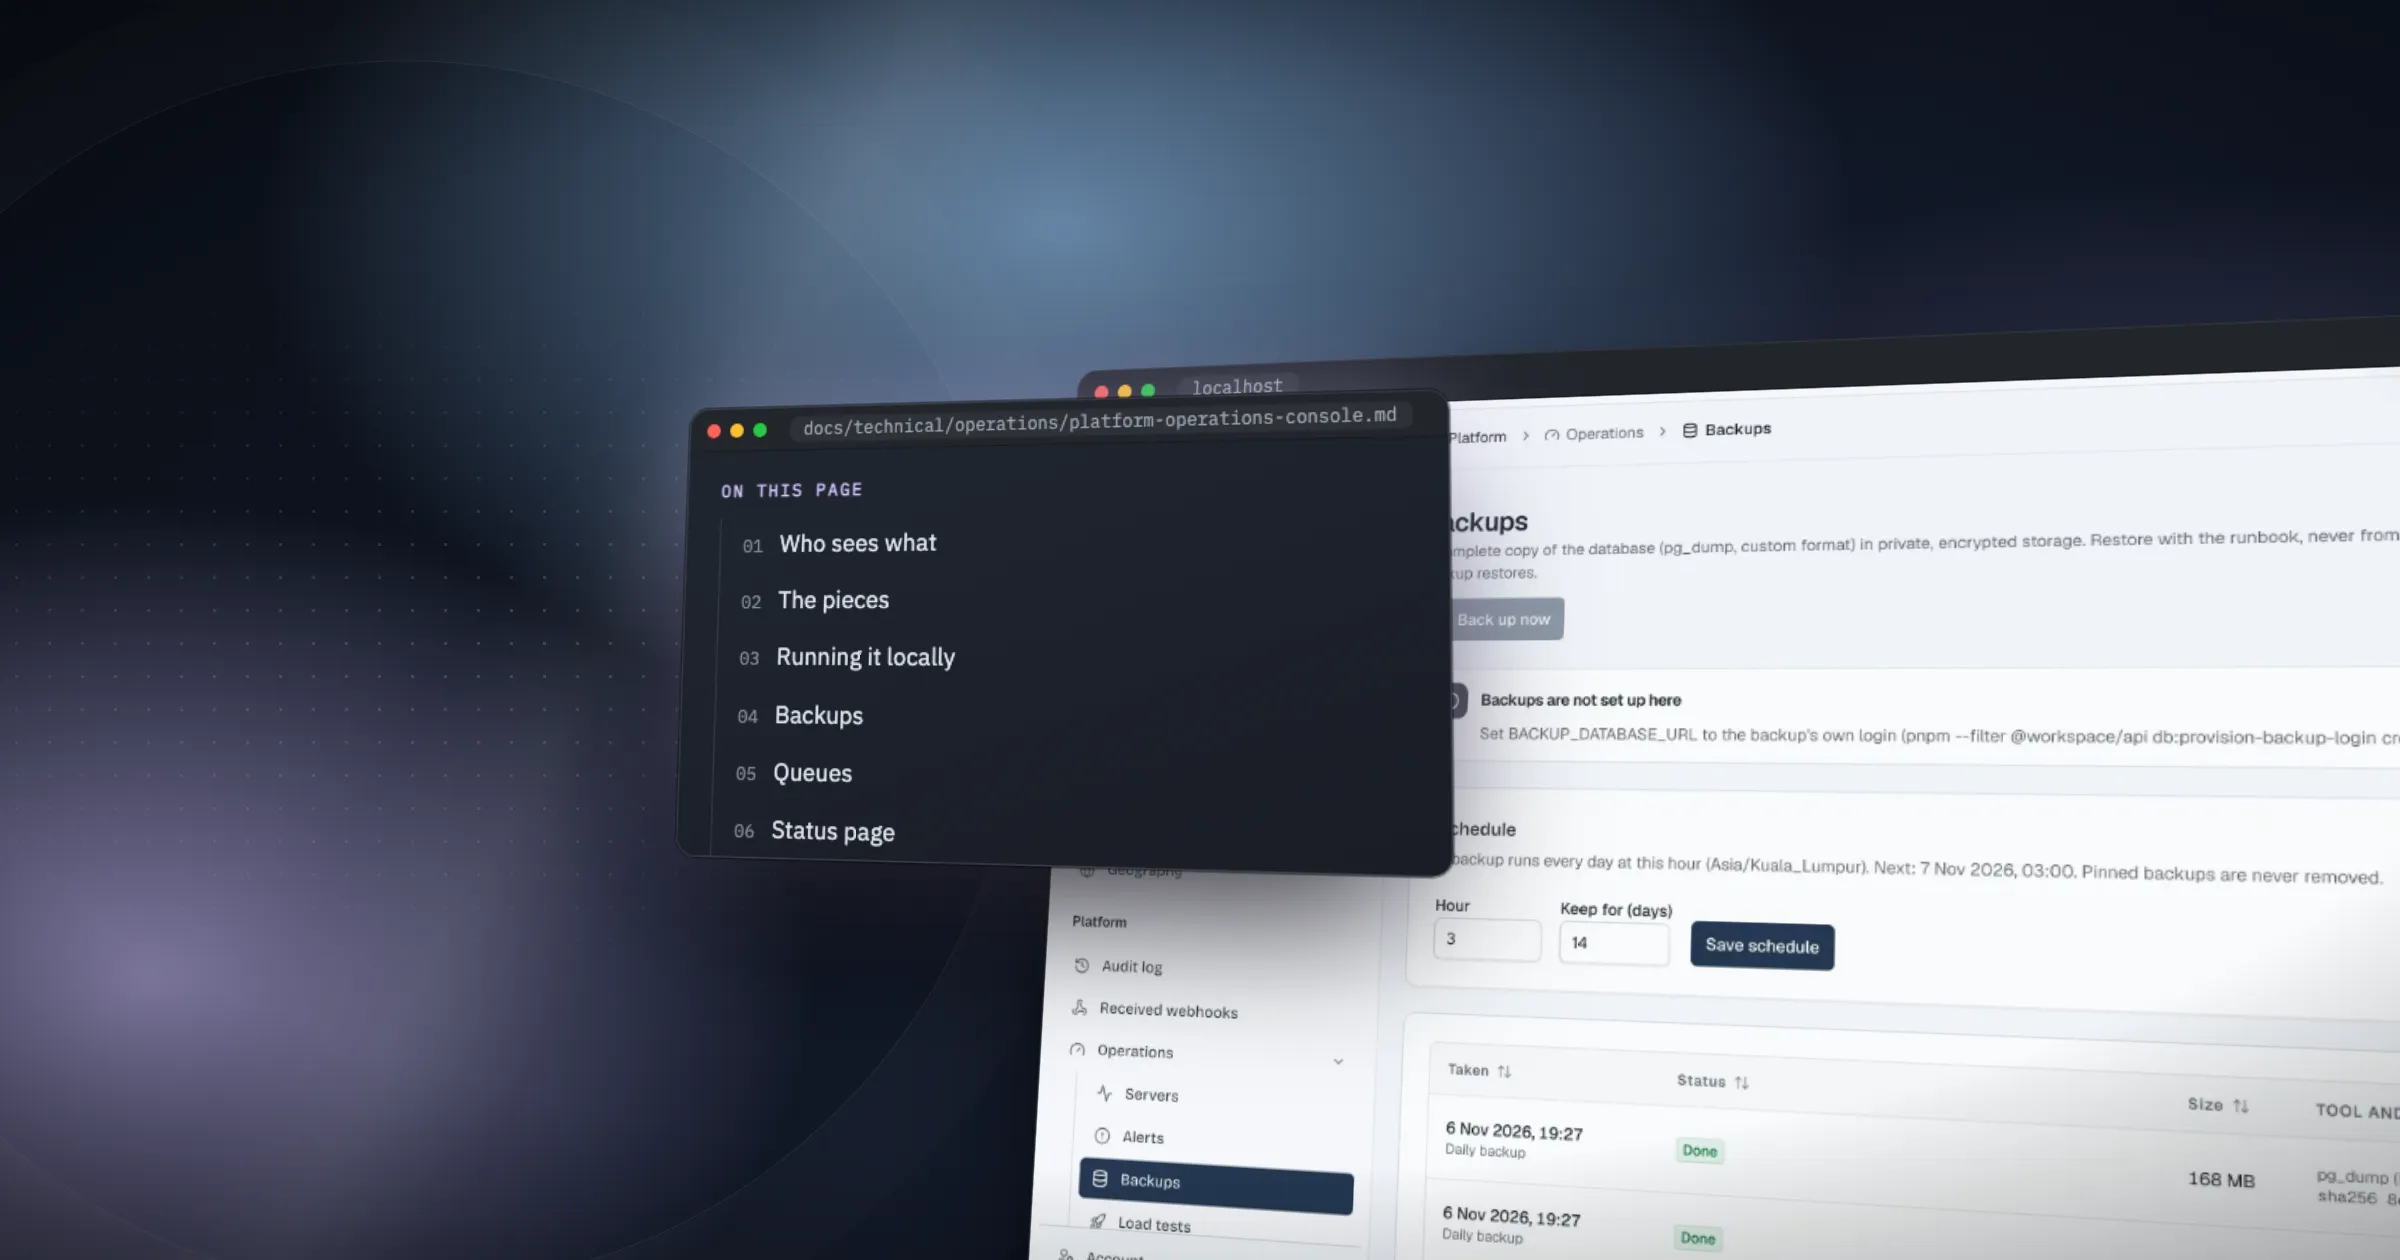 localhost
docs/technical/operations/platform-operations-console.md
ON THIS PAGE
01 Who sees what
02 The pieces
03 Running it locally
04 Backups
05 Queues
06 Status page
Platform > Operations > Backups
ackups
mplete copy of the database (pg_dump, custom format) in private, encrypted storage. Restore with the runbook, never from
up restores.
Back up now
Backups are not set up here
Set BACKUP_DATABASE_URL to the backup's own login (pnpm --filter @workspace/api db:provision-backup-login cr
chedule
backup runs every day at this hour (Asia/Kuala_Lumpur). Next: 7 Nov 2026, 03:00. Pinned backups are never removed.
Hour Keep for (days)
3 14 Save schedule
Geography
Platform
Audit log
Received webhooks
Operations
Servers
Alerts
Backups
Load tests
Account
Taken Status Size TOOL AND
6 Nov 2026, 19:27
Daily backup
Done
168 MB
pg_dump (
sha256 8
6 Nov 2026, 19:27
Daily backup
Done